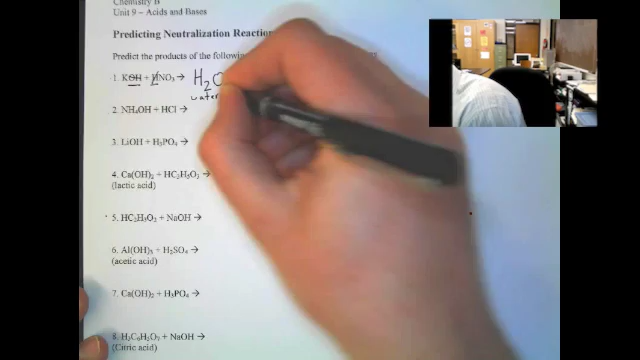 Chemistry B
Unit 9 – Acids and Bases
Predicting Neutralization Reaction
Predict the products of the following
1. KOH + HNO₃ → H₂O
water
2. NH₄OH + HCl →
3. LiOH + H₃PO₄ →
4. Ca(OH)₂ + HC₃H₅O₃ →
(lactic acid)
5. HC₂H₃O₂ + NaOH →
6. Al(OH)₃ + H₂SO₄ →
(acetic acid)
7. Ca(OH)₂ + H₃PO₄ →
8. H₃C₆H₅O₇ + NaOH →
(Citric acid)